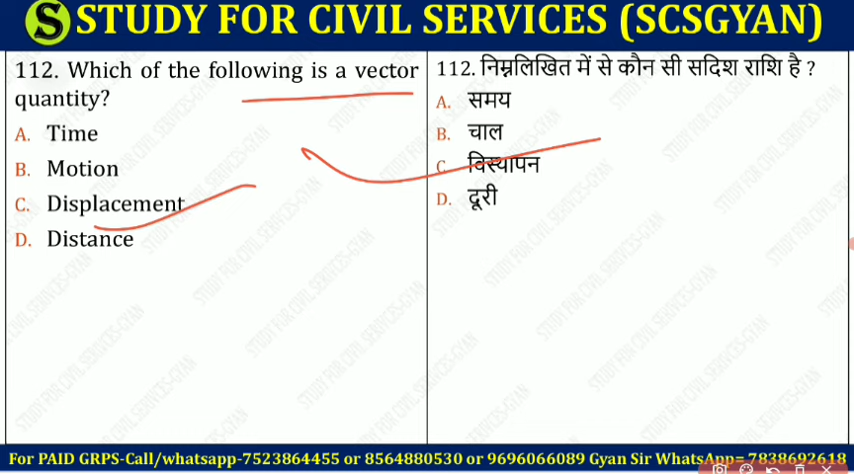 S STUDY FOR CIVIL SERVICES (SCSGYAN)
112. Which of the following is a vector
quantity?
A. Time
B. Motion
C. Displacement
D. Distance
112. निम्नलिखित में से कौन सी सदिश राशि है ?
A. समय
B. चाल
C. विस्थापन
D. दूरी
For PAID GRPS-Call/whatsapp-7523864455 or 8564880530 or 9696066089 Gyan Sir WhatsApp= 7838692618